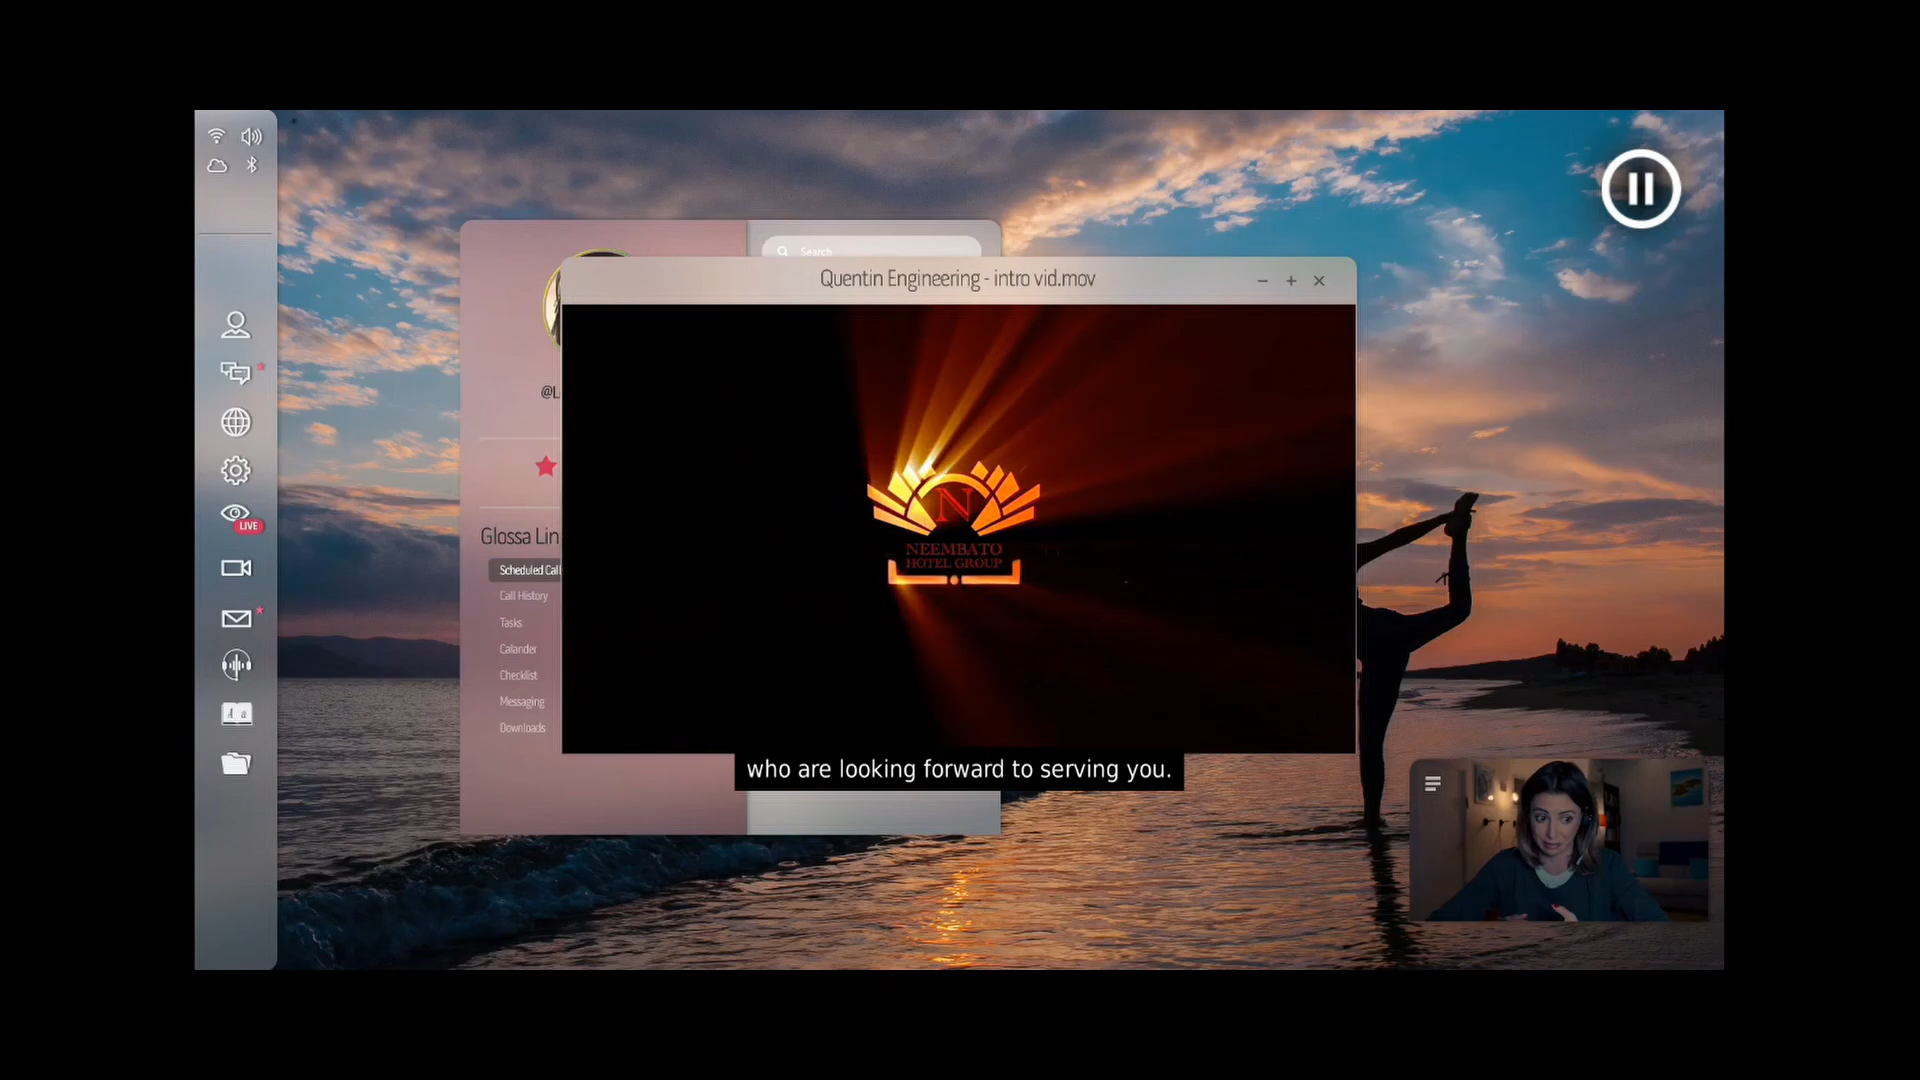 Search
Quentin Engineering - intro vid.mov
@L
N
NEEMBATO
HOTEL GROUP
LIVE
Glossa Lin
Scheduled Call
Call History
Tasks
Calander
Checklist
Messaging
Downloads
A a
who are looking forward to serving you.